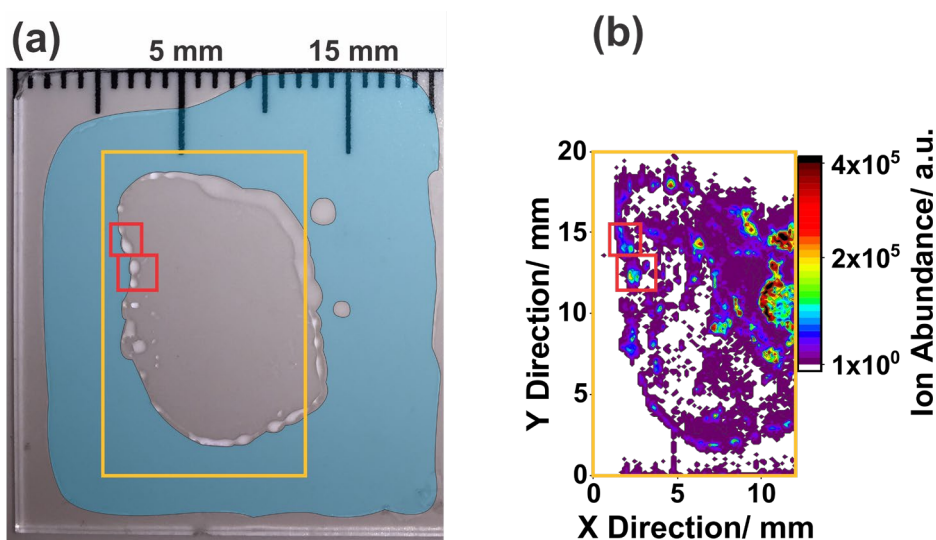 (a)
5 mm
15 mm
(b)
20
15
10
5
0
0
5
10
Y Direction/ mm
X Direction/ mm
4x10⁵
2x10⁵
1x10⁰
Ion Abundance/ a.u.